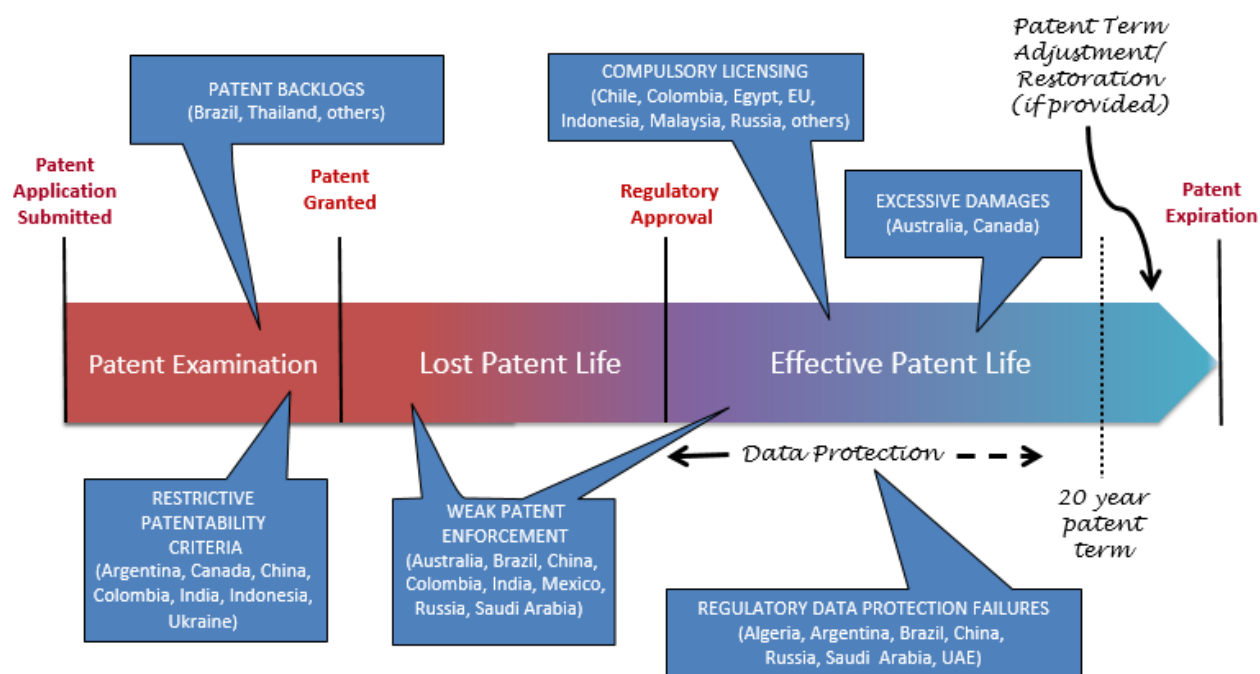 Patent Term
Adjustment/
Restoration
(if provided)
PATENT BACKLOGS
(Brazil, Thailand, others)
COMPULSORY LICENSING
(Chile, Colombia, Egypt, EU,
Indonesia, Malaysia, Russia, others)
Patent
Application
Submitted
Patent
Granted
Regulatory
Approval
EXCESSIVE DAMAGES
(Australia, Canada)
Patent
Expiration
Patent Examination
Lost Patent Life
Effective Patent Life
Data Protection
RESTRICTIVE
PATENTABILITY
CRITERIA
(Argentina, Canada, China,
Colombia, India, Indonesia,
Ukraine)
WEAK PATENT
ENFORCEMENT
(Australia, Brazil, China,
Colombia, India, Mexico,
Russia, Saudi Arabia)
20 year
patent
term
REGULATORY DATA PROTECTION FAILURES
(Algeria, Argentina, Brazil, China,
Russia, Saudi Arabia, UAE)